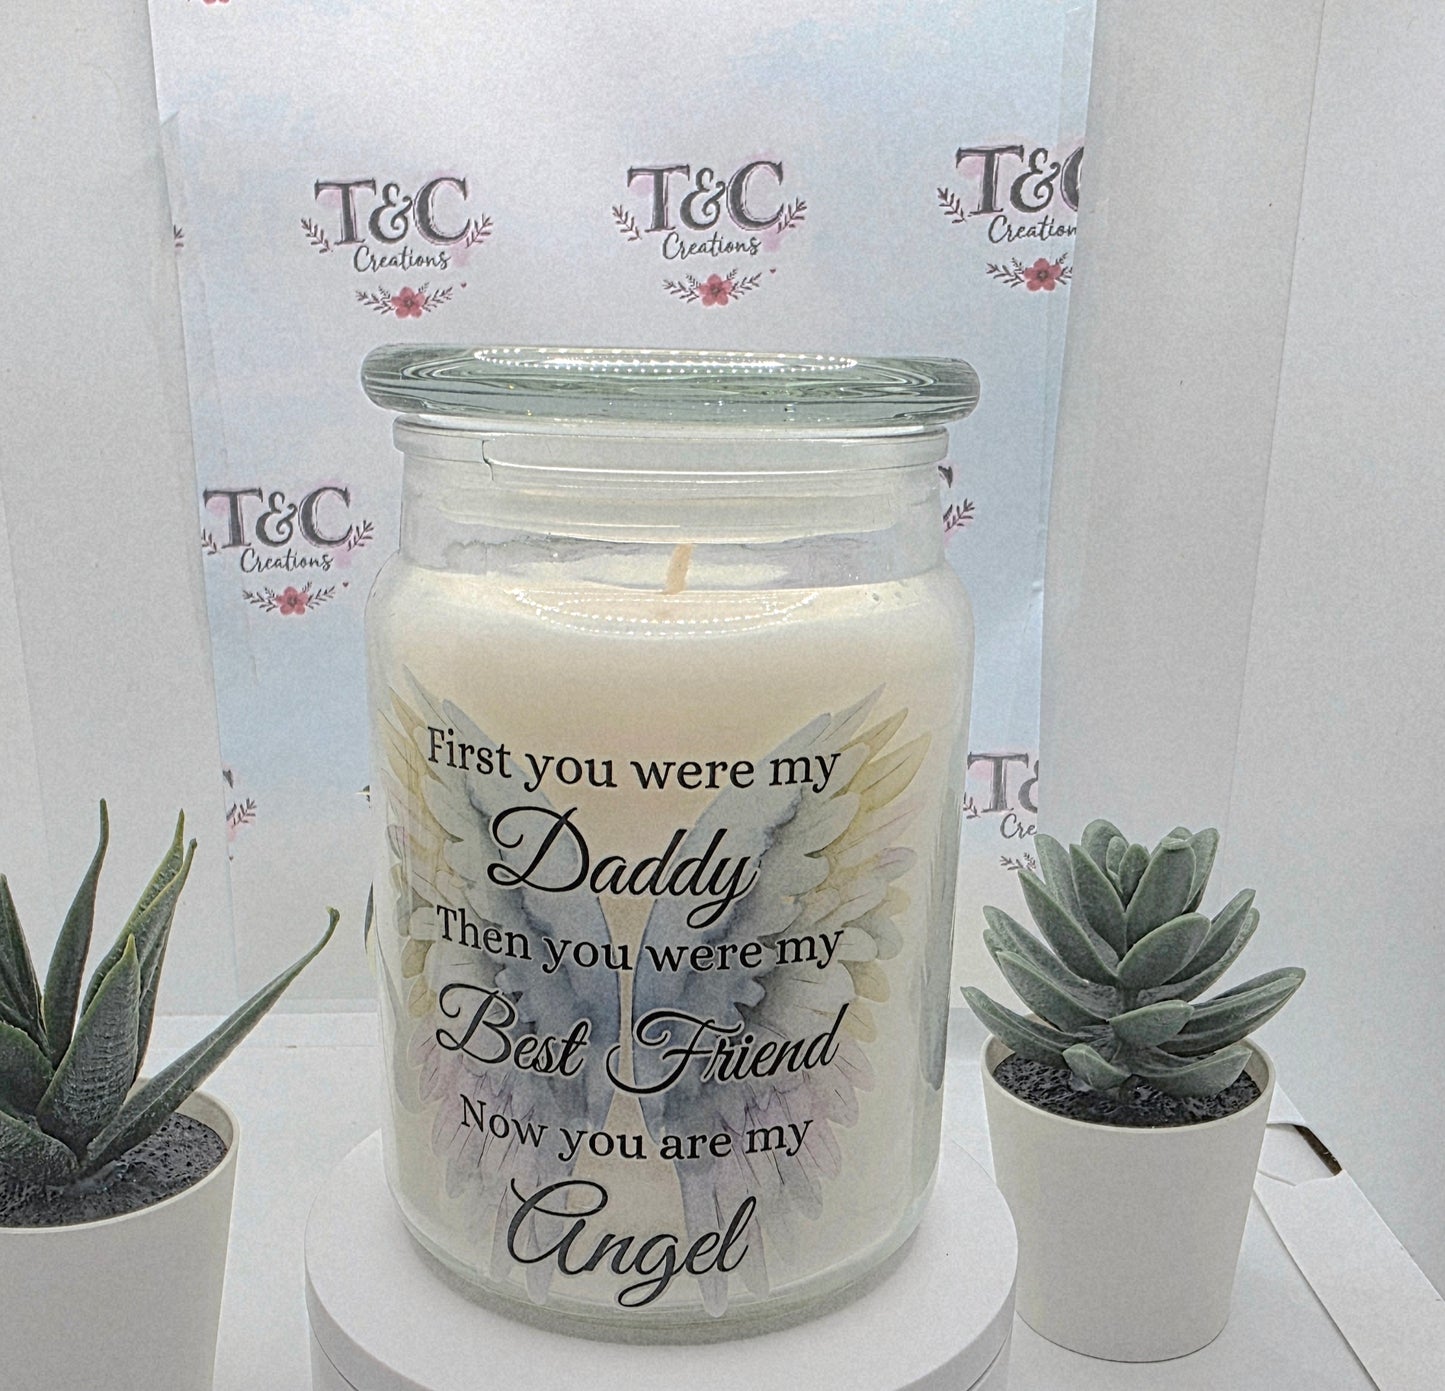 T&C
Creations
T&C
Creations
T&C
Creation
T&C
Creations
First you were my
Daddy
Then you were my
Best Friend
Now you are my
Angel